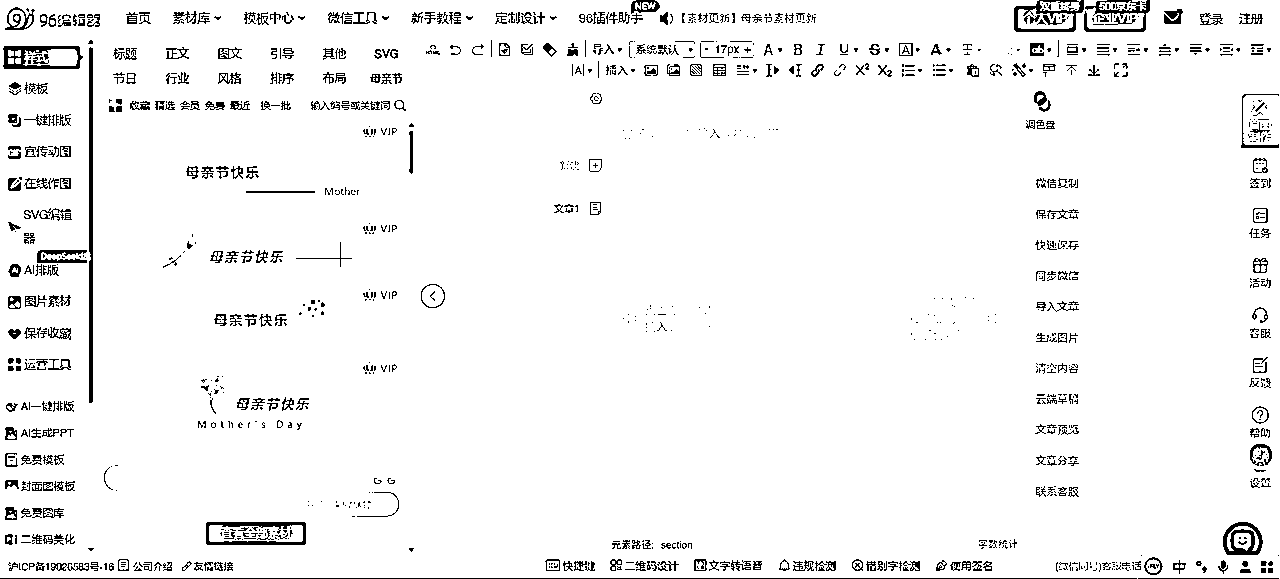 96编辑器 首页 素材库 模板中心 微信工具 新手教程 定制设计 96插件助手 NEW 【素材更新】母亲节素材更新 个人VIP 企业VIP 登录 注册
标题 正文 图文 引导 其他 SVG
节日 行业 风格 排序 布局 母亲节
收藏 精选 会员 免费 最近 换一批 输入编号或关键词
导入 系统默认 - 17px +
插入
样式
模板
一键排版
宣传动图
在线作图
SVG编辑器
DeepSeek
AI排版
图片素材
保存收藏
运营工具
AI一键排版
AI生成PPT
免费模板
封面图模板
免费图库
二维码美化
VIP
母亲节快乐
Mother
VIP
母亲节快乐
VIP
母亲节快乐
VIP
母亲节快乐
Mother's Day
查看全部素材
文章1
调色盘
微信复制
保存文章
快速保存
同步微信
导入文章
生成图片
清空内容
云端草稿
文章预览
文章分享
联系客服
签到
任务
活动
客服
反馈
帮助
设置
元素路径: section 字数统计
沪ICP备19026583号-16 公司介绍 友情链接 快捷键 二维码设计 文字转语音 违规检测 错别字检测 使用签名 (微信同号)客服电话 中